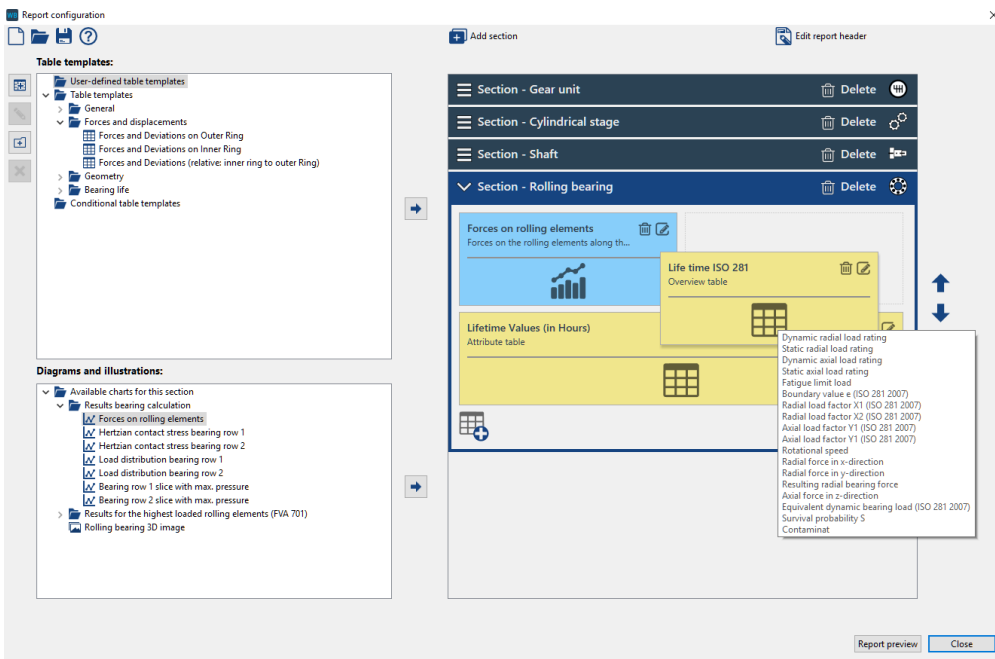 WB Report configuration
Add section
Edit report header
Table templates:
User-defined table templates
Table templates
General
Forces and displacements
Forces and Deviations on Outer Ring
Forces and Deviations on Inner Ring
Forces and Deviations (relative: inner ring to outer Ring)
Geometry
Bearing life
Conditional table templates
Diagrams and illustrations:
Available charts for this section
Results bearing calculation
Forces on rolling elements
Hertzian contact stress bearing row 1
Hertzian contact stress bearing row 2
Load distribution bearing row 1
Load distribution bearing row 2
Bearing row 1 slice with max. pressure
Bearing row 2 slice with max. pressure
Results for the highest loaded rolling elements (FVA 701)
Rolling bearing 3D image
Section - Gear unit Delete
Section - Cylindrical stage Delete
Section - Shaft Delete
Section - Rolling bearing Delete
Forces on rolling elements
Forces on the rolling elements along th...
Life time ISO 281
Overview table
Lifetime Values (in Hours)
Attribute table
Dynamic radial load rating
Static radial load rating
Dynamic axial load rating
Static axial load rating
Fatigue limit load
Boundary value e (ISO 281 2007)
Radial load factor X1 (ISO 281 2007)
Radial load factor X2 (ISO 281 2007)
Axial load factor Y1 (ISO 281 2007)
Axial load factor Y1 (ISO 281 2007)
Rotational speed
Radial force in x-direction
Radial force in y-direction
Resulting radial bearing force
Axial force in z-direction
Equivalent dynamic bearing load (ISO 281 2007)
Survival probability S
Contaminat
Report preview
Close